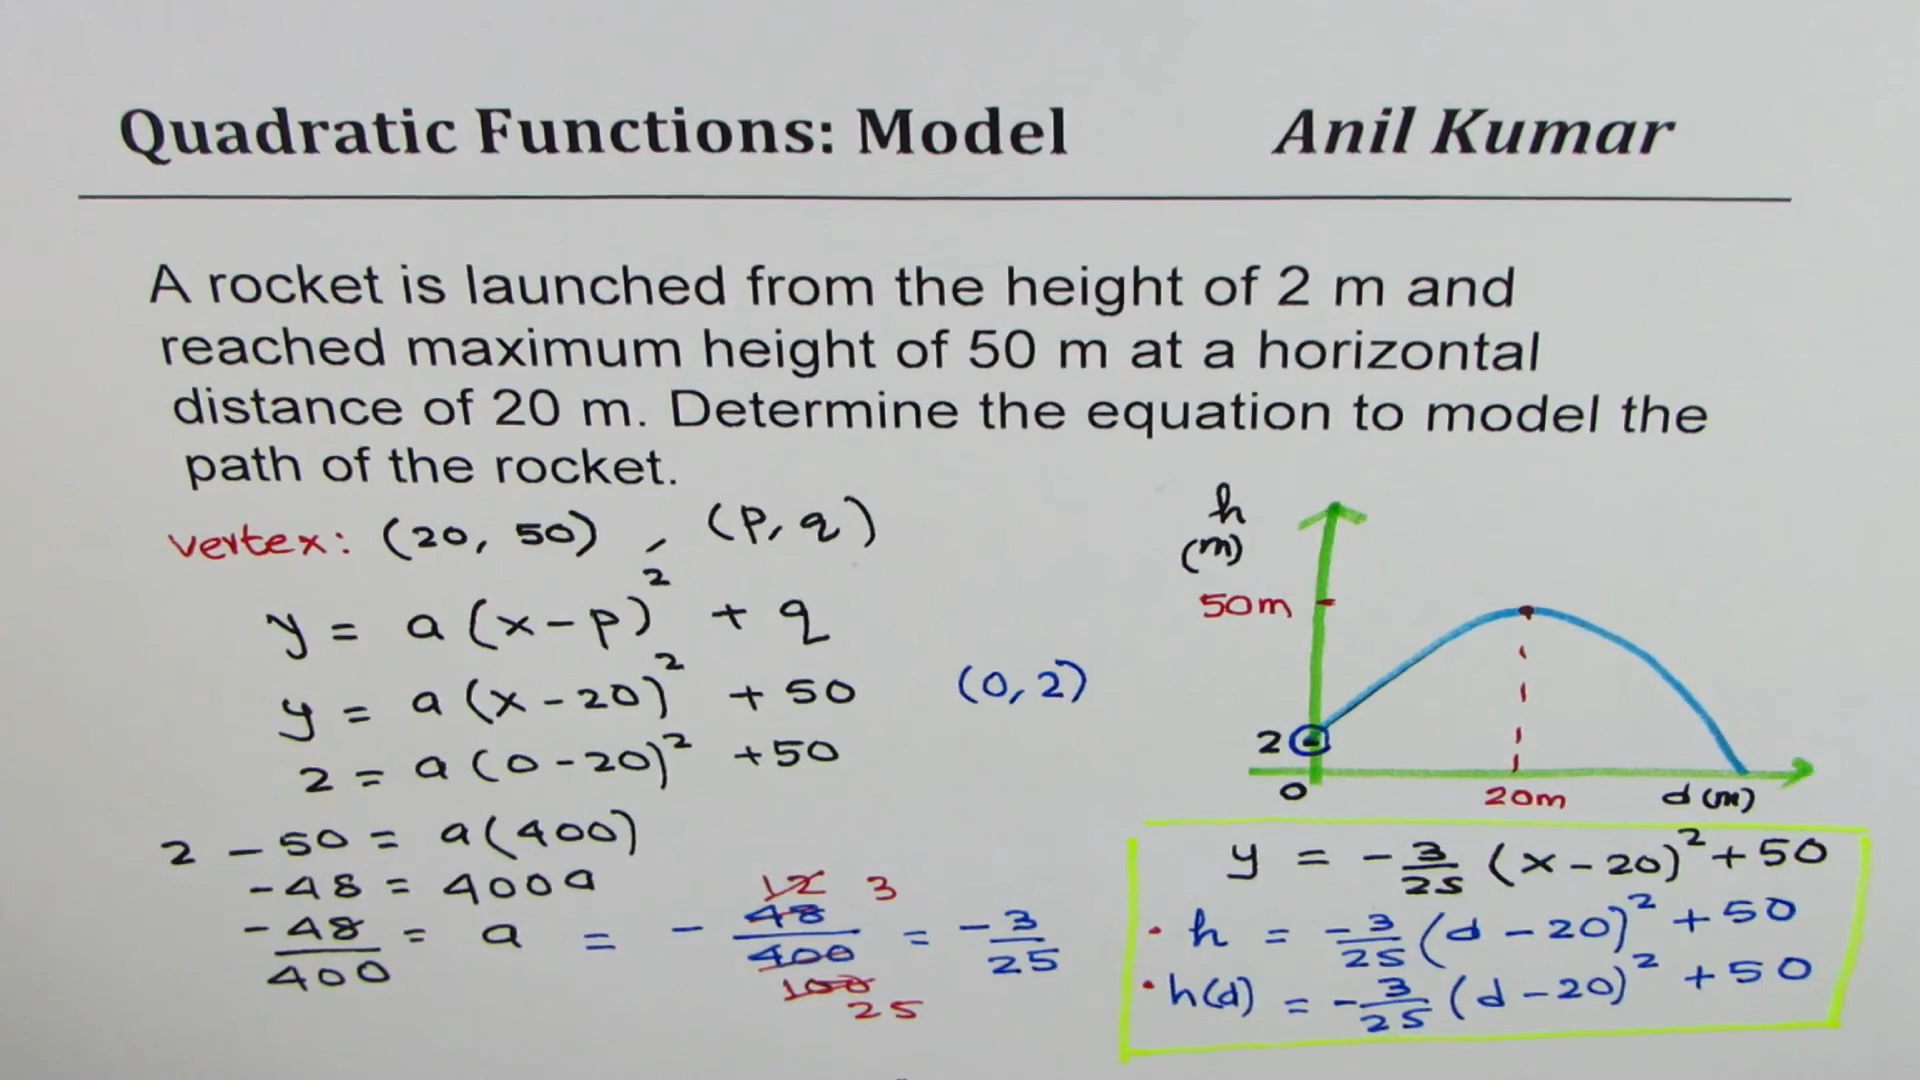 Quadratic Functions: Model Anil Kumar
A rocket is launched from the height of 2 m and
reached maximum height of 50 m at a horizontal
distance of 20 m. Determine the equation to model the
path of the rocket.
vertex: (20, 50) , (p, q)
y = a (x - p)² + q
y = a (x - 20)² + 50
(0, 2)
2 = a (0 - 20)² + 50
2 - 50 = a (400)
-48 = 400a
-48/400 = a = - 48/400 = -3/25
12 3
100
25
h
(m)
50m
2
0
20m
d (m)
y = -3/25 (x - 20)² + 50
• h = -3/25 (d - 20)² + 50
• h(d) = -3/25 (d - 20)² + 50